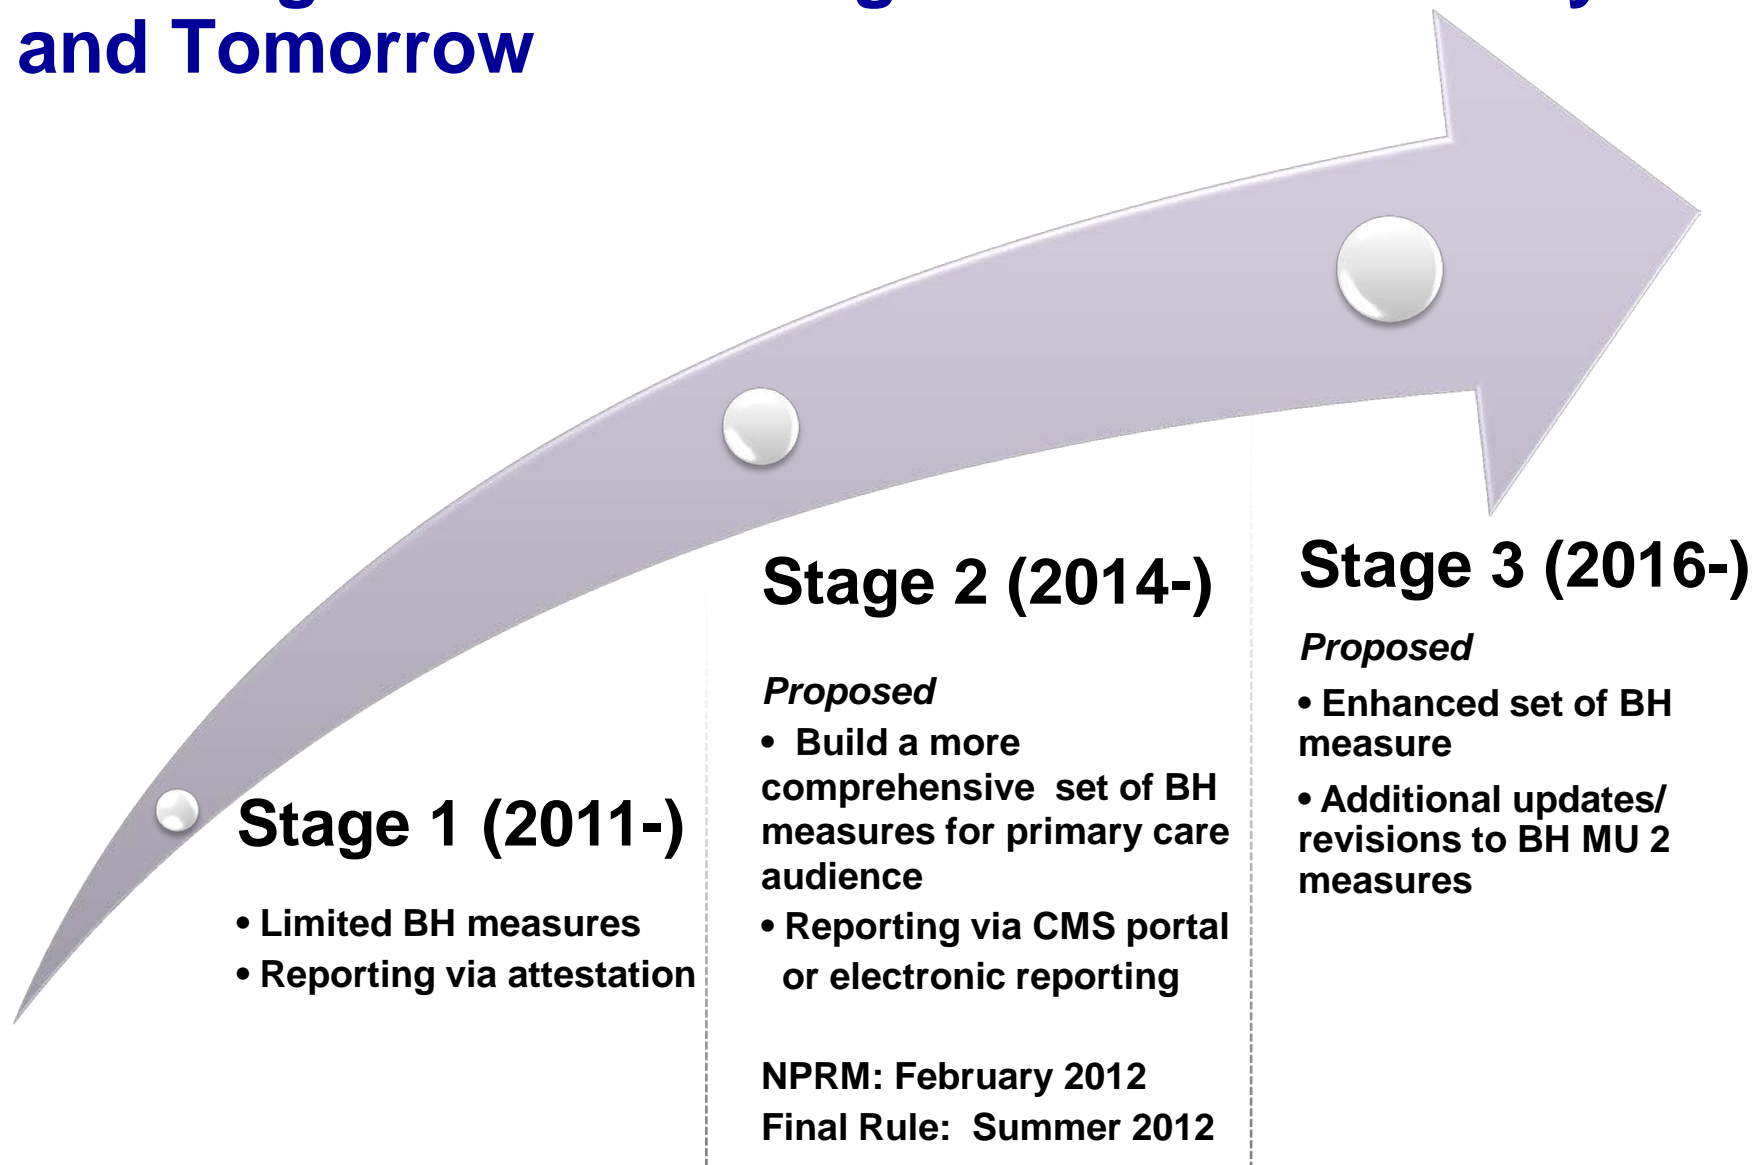 and Tomorrow
Stage 1 (2011-)
• Limited BH measures
• Reporting via attestation
Stage 2 (2014-)
Proposed
• Build a more
comprehensive set of BH
measures for primary care
audience
• Reporting via CMS portal
or electronic reporting
NPRM: February 2012
Final Rule: Summer 2012
Stage 3 (2016-)
Proposed
• Enhanced set of BH
measure
• Additional updates/
revisions to BH MU 2
measures